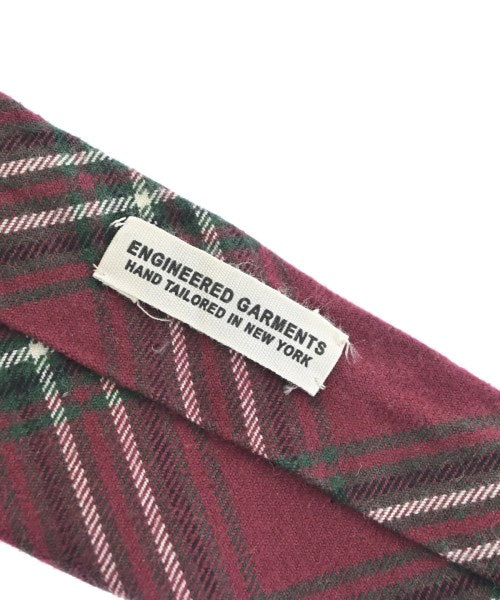 ENGINEERED GARMENTS
HAND TAILORED IN NEW YORK